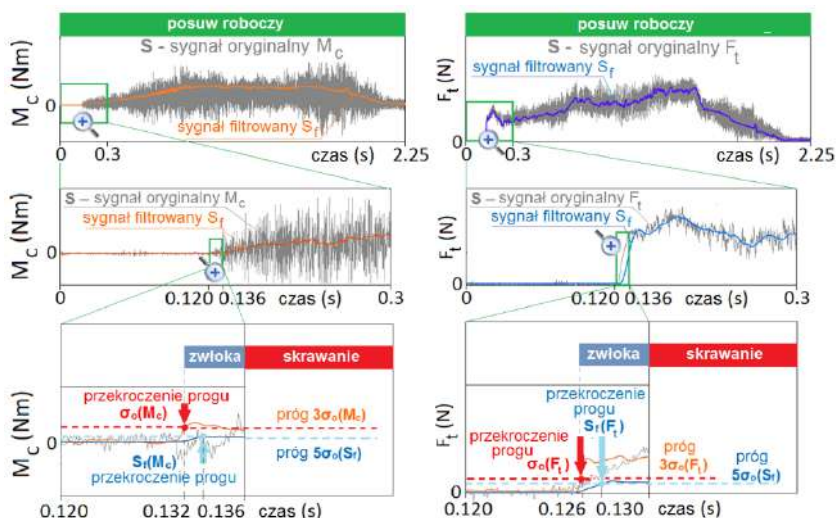 posuw roboczy
S - sygnał oryginalny Mc
Mc (Nm)
0
sygnał filtrowany Sf
0 0.3 czas (s) 2.25
S – sygnał oryginalny Mc
sygnał filtrowany Sf
Mc (Nm)
0
0 0.120 0.136 czas (s) 0.3
zwłoka skrawanie
przekroczenie progu
σo(Mc)
próg 3σo(Mc)
Mc (Nm)
0
Sf(Mc)
próg 5σo(Sf)
przekroczenie progu
0.120 0.132 0.136 czas (s)
posuw roboczy
S - sygnał oryginalny Ft
sygnał filtrowany Sf
Ft (N)
0
0 0.3 czas (s) 2.25
S – sygnał oryginalny Ft
sygnał filtrowany Sf
Ft (N)
0
0 0.120 0.136 czas (s) 0.3
zwłoka skrawanie
przekroczenie
progu
Sf(Ft)
przekroczenie progu
σo(Ft)
próg
3σo(Ft)
próg
5σo(Sf)
Ft (N)
0
0.120 0.126 0.130 czas (s)